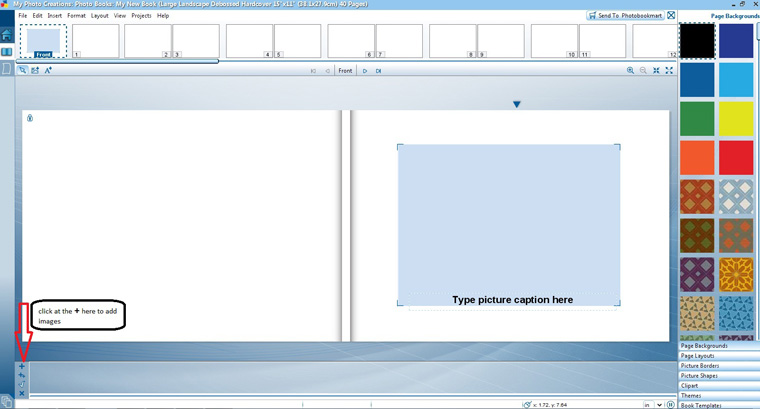 My Photo Creations: Photo Books: My New Book (Large Landscape Debossed Hardcover 15"x11" (38.1x27.9cm) 40 Pages)
File Edit Insert Format Layout View Projects Help
Send To: Photobookmart
Page Backgrounds
Front 1 2 3 4 5 6 7 8 9 10 11 12
Front
click at the + here to add
images
Type picture caption here
Page Backgrounds
Page Layouts
Picture Borders
Picture Shapes
Clipart
Themes
Book Templates
x: 1.72, y: 7.64
in